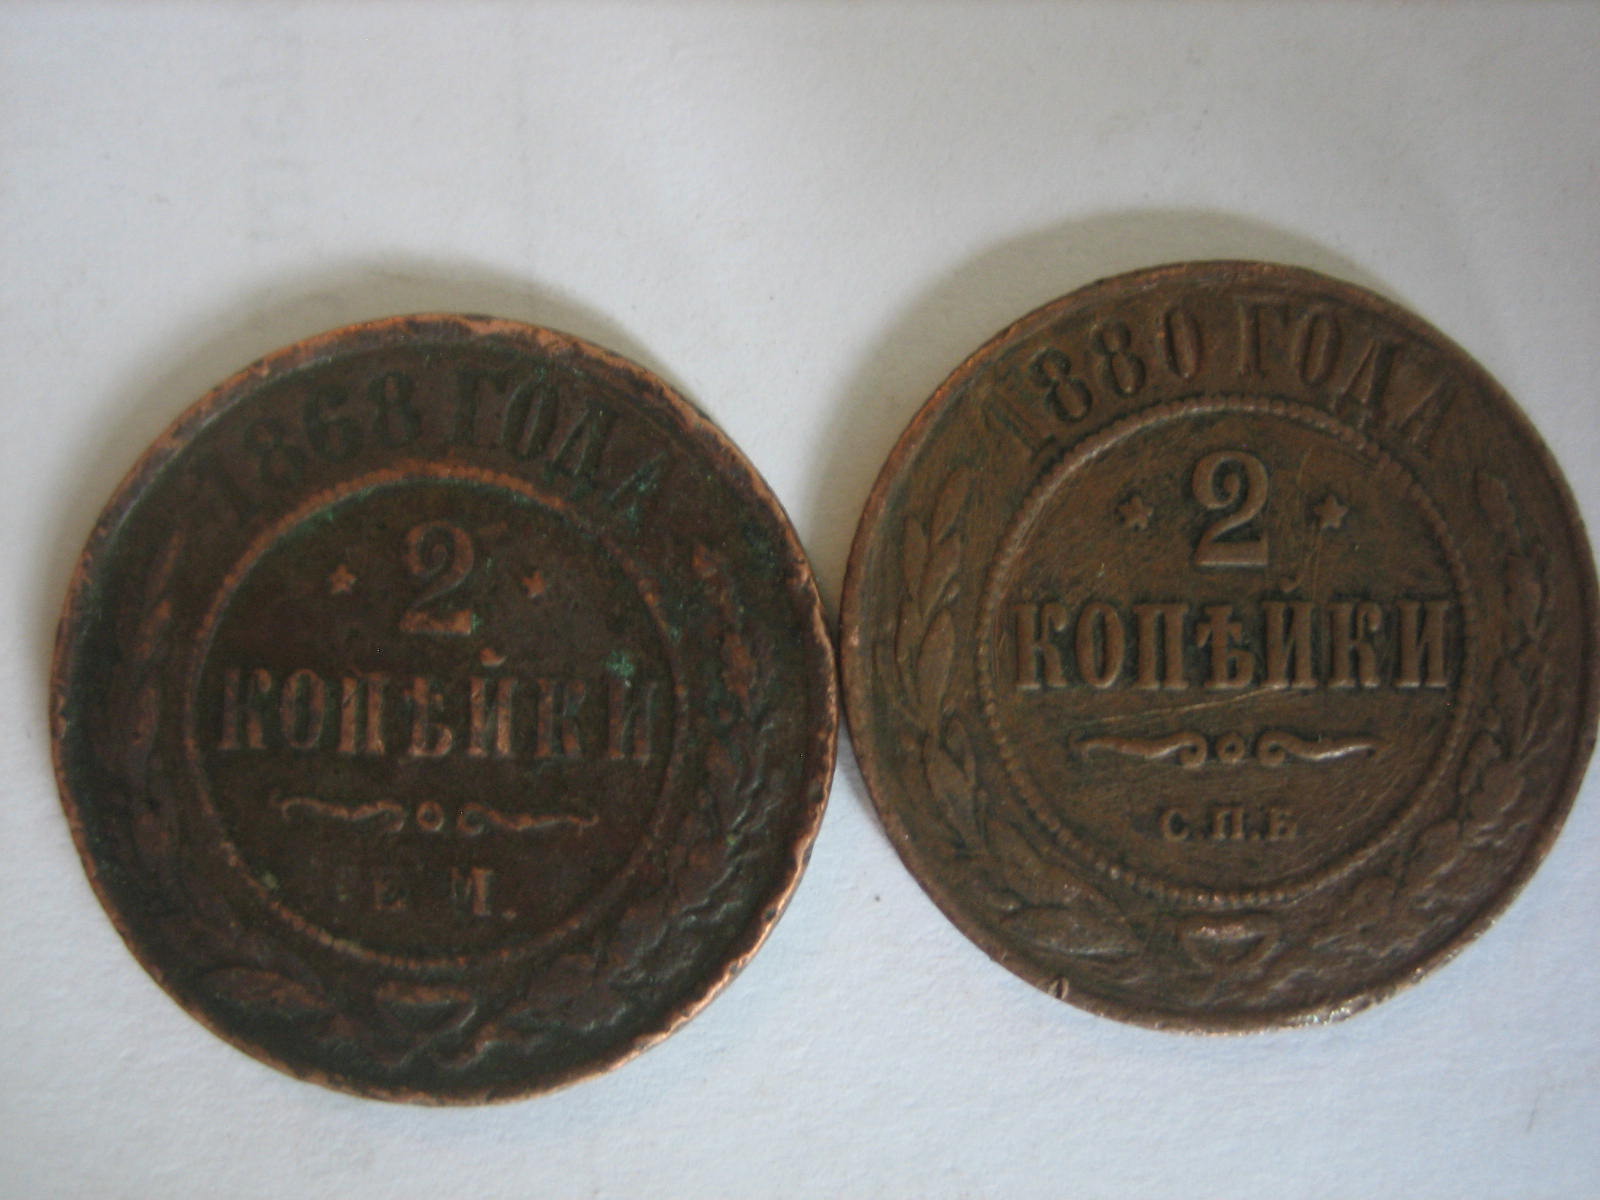 1868 ГОДА
2
КОПѢЙКИ
Е М.
1880 ГОДА
2
КОПѢЙКИ
С.П.Б.